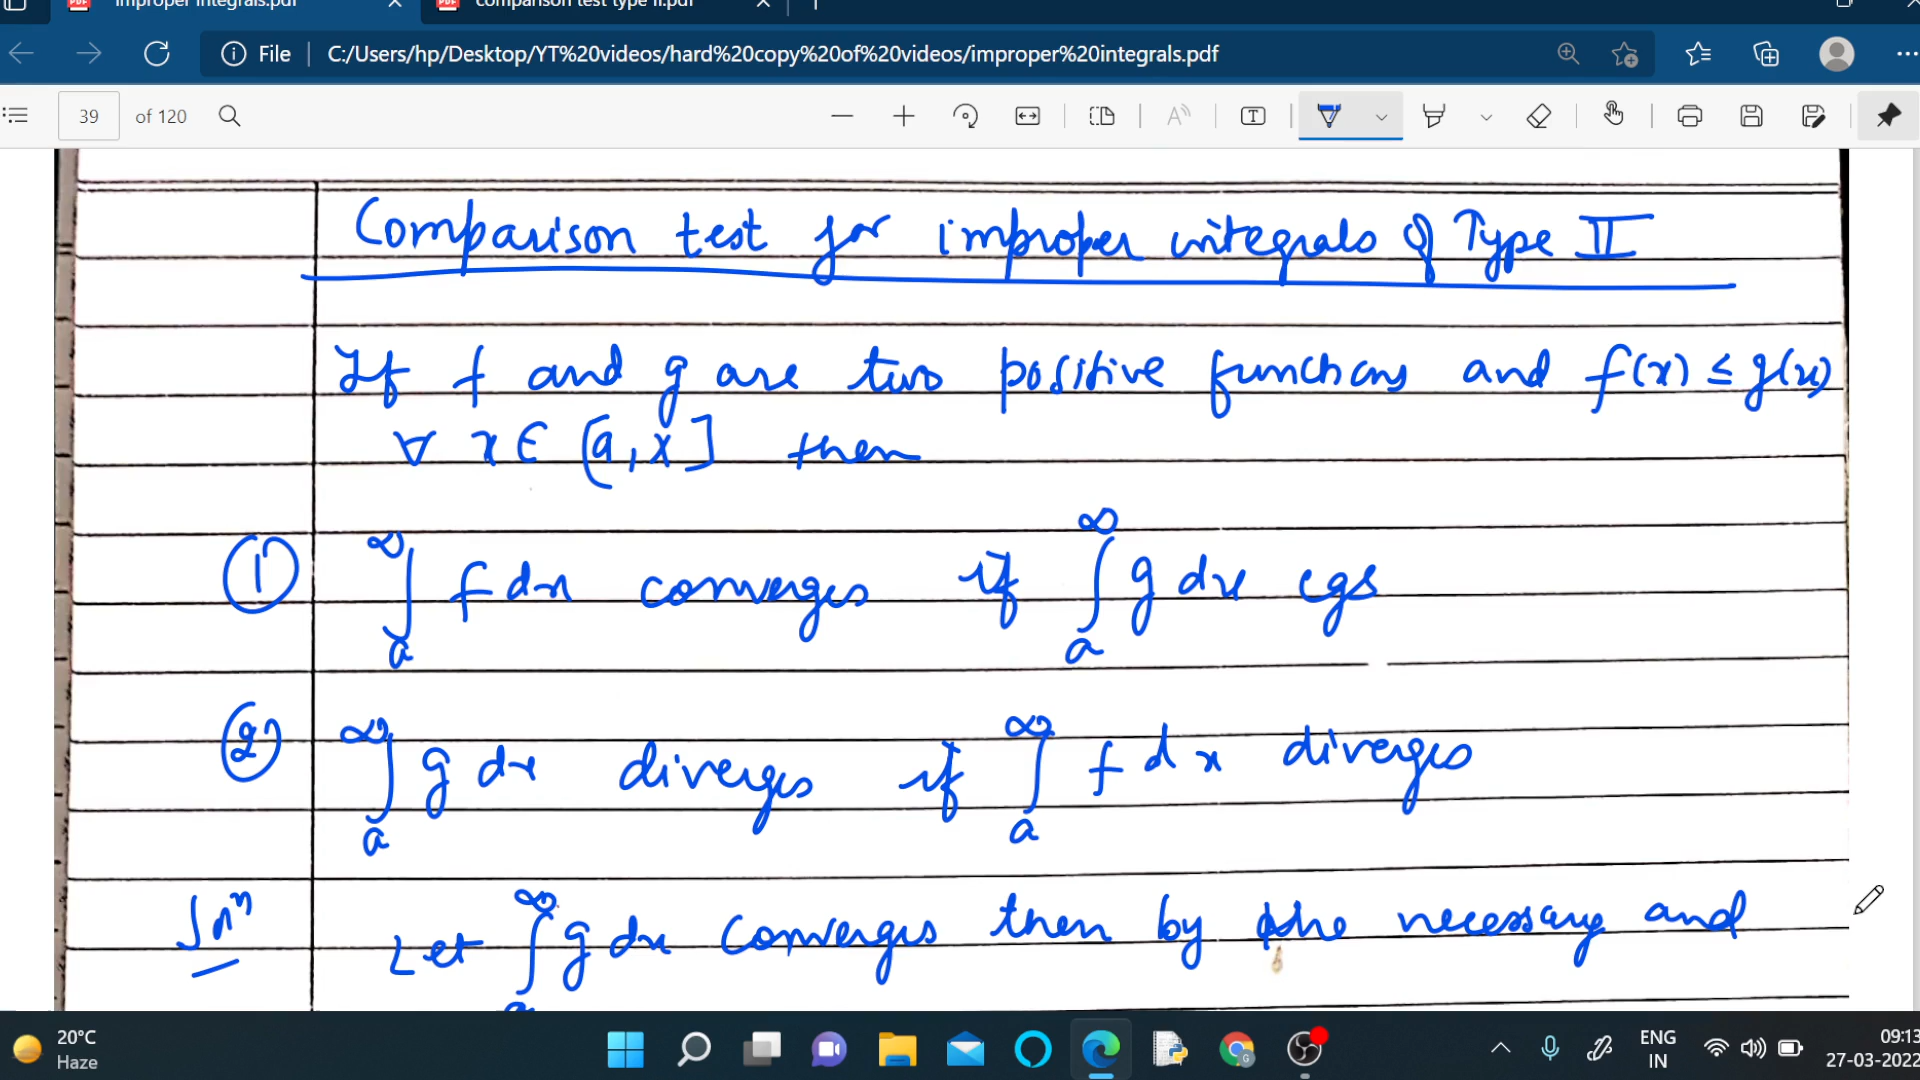 improper integrals.pdf
comparison test type II.pdf
File C:/Users/hp/Desktop/YT%20videos/hard%20copy%20of%20videos/improper%20integrals.pdf
39 of 120
Comparison test for improper integrals of Type II
If f and g are two positive functions and f(x) ≤ g(x)
∀ x ∈ [a, X] then
① ∫ₐ^∞ f dx converges if ∫ₐ^∞ g dx cgs
② ∫ₐ^∞ g dx diverges if ∫ₐ^∞ f dx diverges
Let ∫ₐ^∞ g dx converges then by the necessary and
20°C
Haze
ENG
IN
09:13
27-03-2022